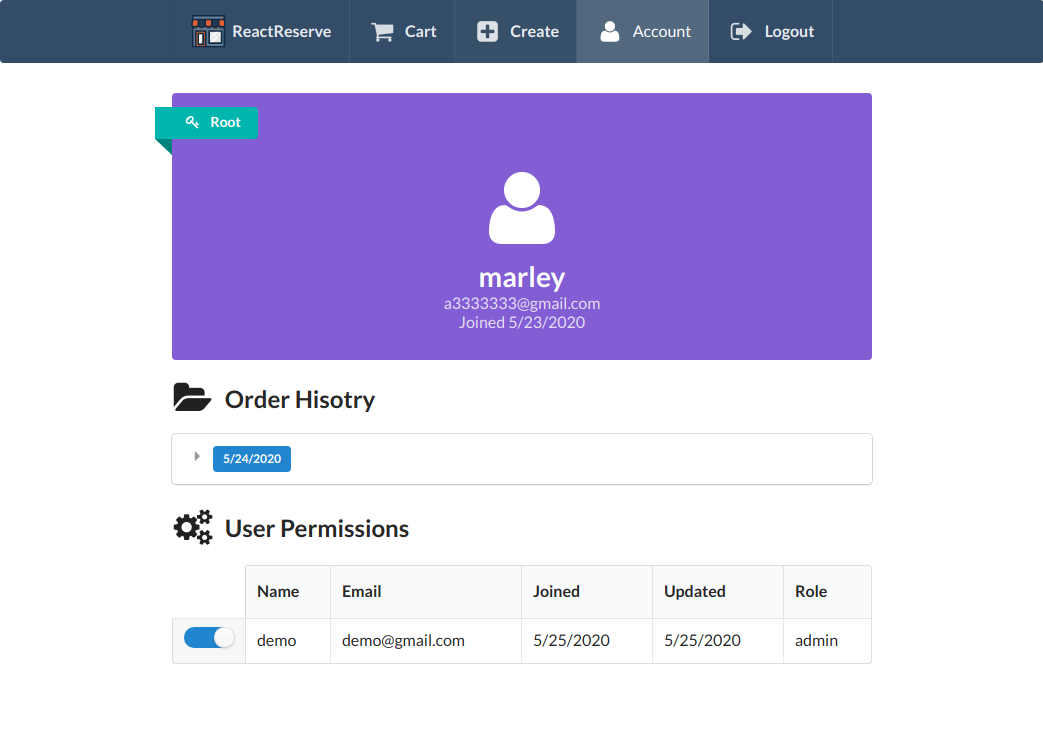 ReactReserve Cart Create Account Logout
Root
marley
a3333333@gmail.com
Joined 5/23/2020
Order Hisotry
5/24/2020
User Permissions
Name Email Joined Updated Role
demo demo@gmail.com 5/25/2020 5/25/2020 admin